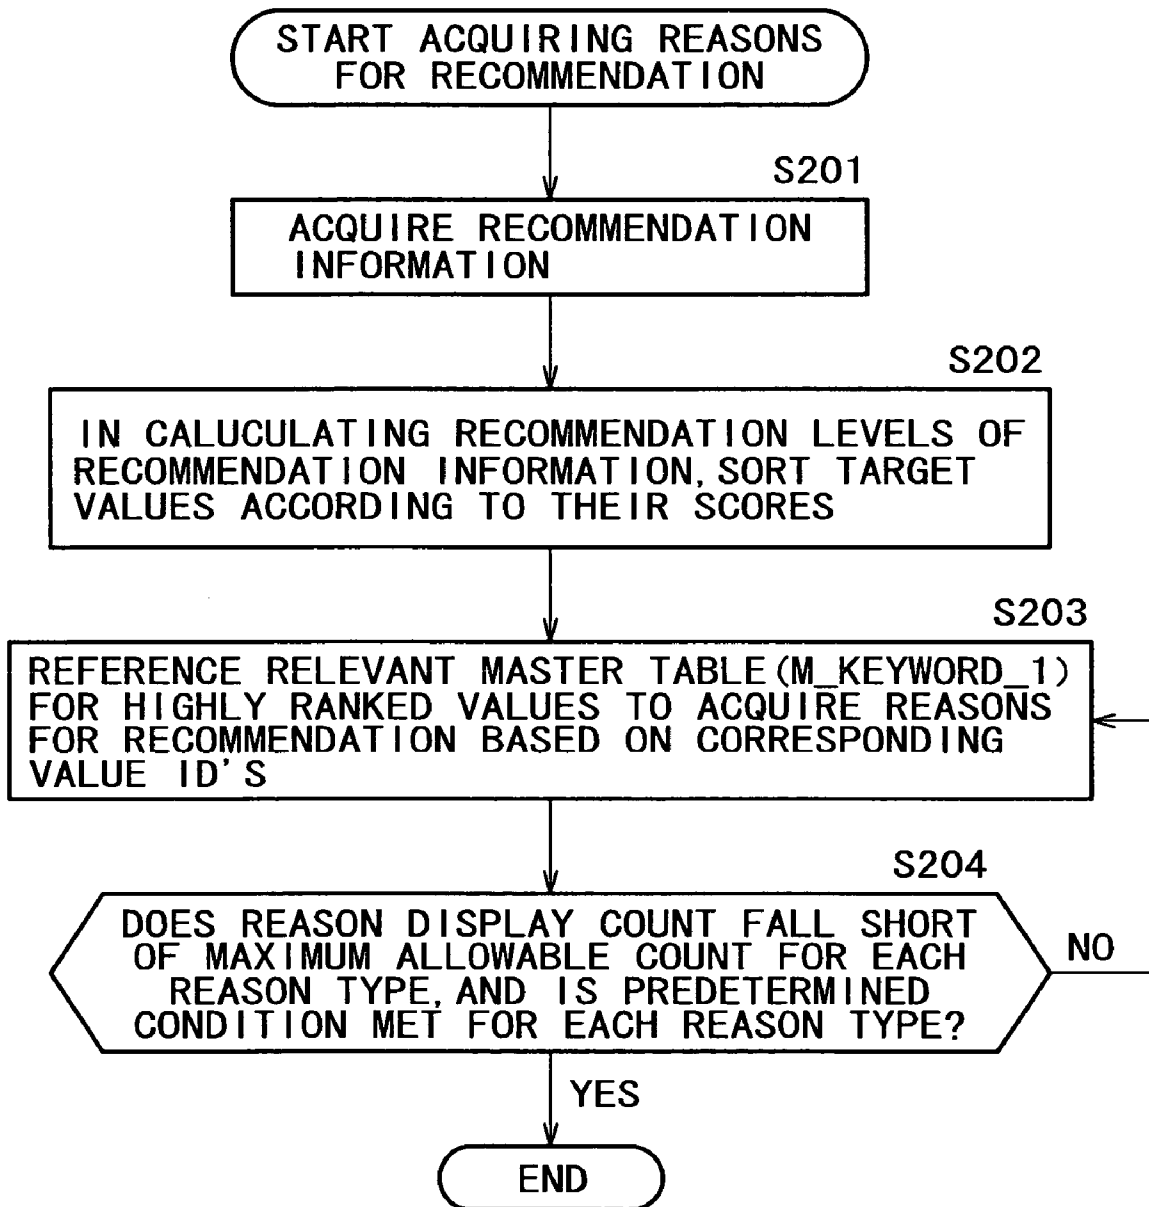 START ACQUIRING REASONS
FOR RECOMMENDATION
S201
ACQUIRE RECOMMENDATION
INFORMATION
S202
IN CALUCULATING RECOMMENDATION LEVELS OF
RECOMMENDATION INFORMATION, SORT TARGET
VALUES ACCORDING TO THEIR SCORES
S203
REFERENCE RELEVANT MASTER TABLE(M_KEYWORD_1)
FOR HIGHLY RANKED VALUES TO ACQUIRE REASONS
FOR RECOMMENDATION BASED ON CORRESPONDING
VALUE ID'S
S204
DOES REASON DISPLAY COUNT FALL SHORT
OF MAXIMUM ALLOWABLE COUNT FOR EACH
REASON TYPE, AND IS PREDETERMINED
CONDITION MET FOR EACH REASON TYPE?
NO
YES
END